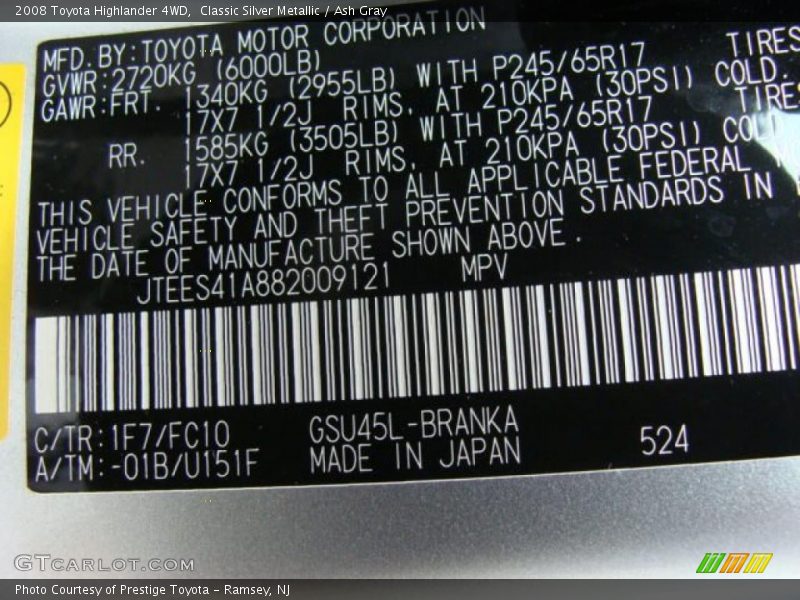 2008 Toyota Highlander 4WD, Classic Silver Metallic / Ash Gray
MFD. BY:TOYOTA MOTOR CORPORATION
GVWR:2720KG (6000LB)
GAWR:FRT. 1340KG (2955LB) WITH P245/65R17 TIRES
17X7 1/2J RIMS, AT 210KPA (30PSI) COLD.
RR. 1585KG (3505LB) WITH P245/65R17 TIRES
17X7 1/2J RIMS, AT 210KPA (30PSI) COLD
THIS VEHICLE CONFORMS TO ALL APPLICABLE FEDERAL
VEHICLE SAFETY AND THEFT PREVENTION STANDARDS IN
THE DATE OF MANUFACTURE SHOWN ABOVE.
JTEES41A882009121 MPV
C/TR:1F7/FC10 GSU45L-BRANKA 524
A/TM:-01B/U151F MADE IN JAPAN
GTCARLOT.COM
Photo Courtesy of Prestige Toyota - Ramsey, NJ